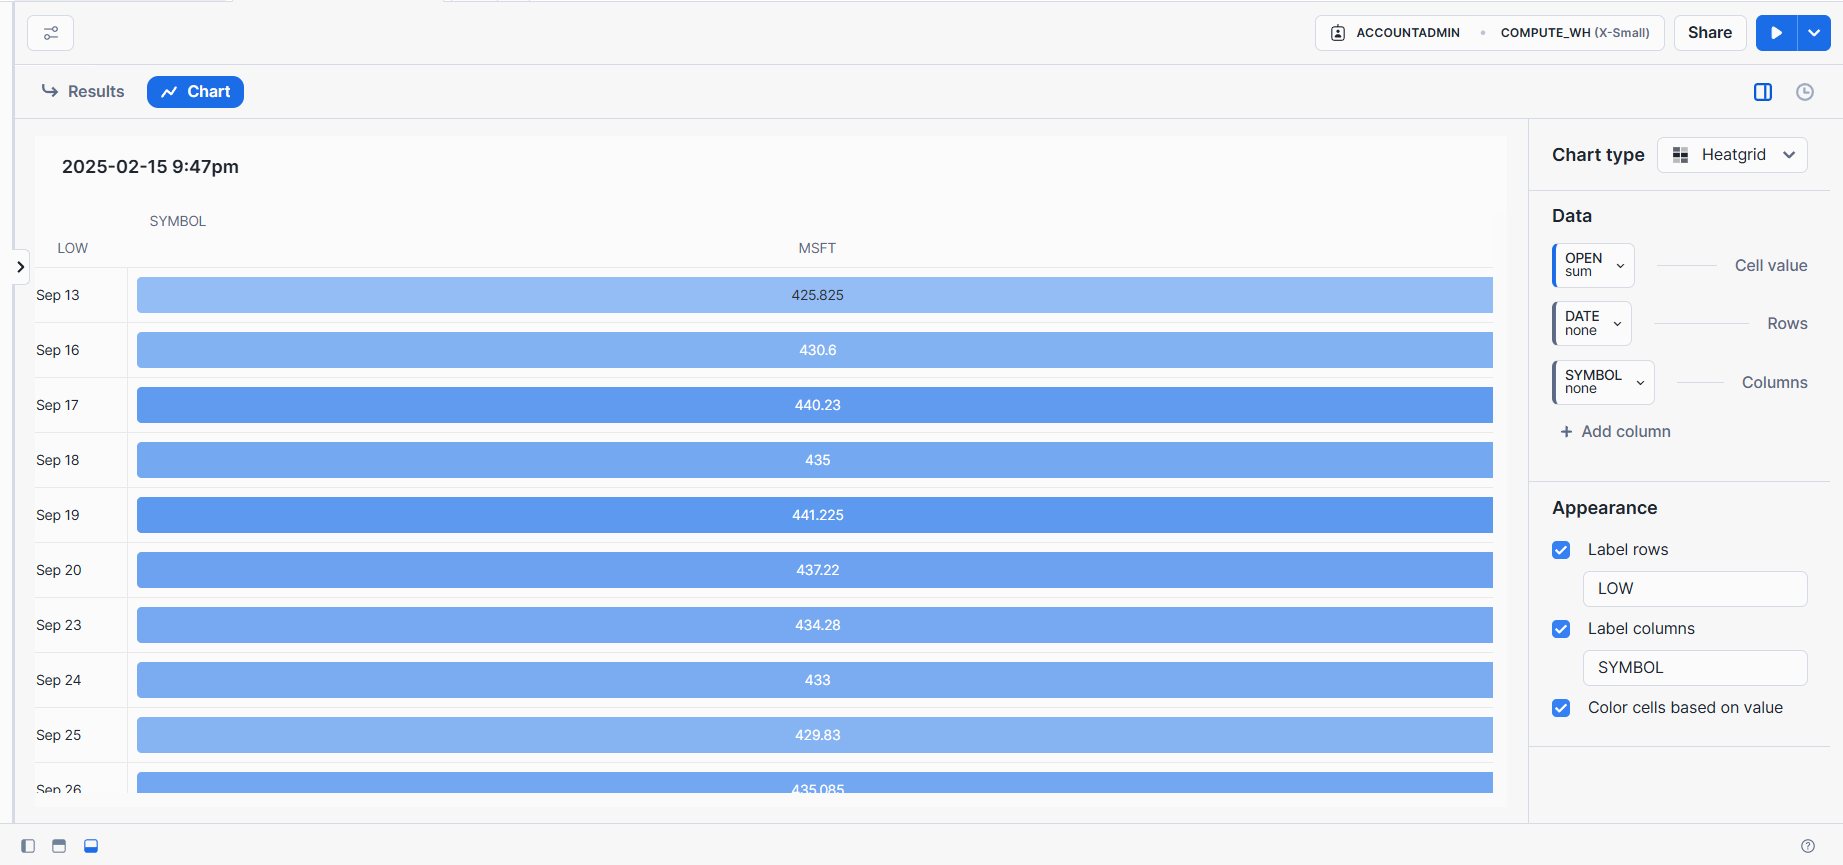 ACCOUNTADMIN • COMPUTE_WH (X-Small)
Share
Results
Chart
2025-02-15 9:47pm
SYMBOL
LOW MSFT
Sep 13 425.825
Sep 16 430.6
Sep 17 440.23
Sep 18 435
Sep 19 441.225
Sep 20 437.22
Sep 23 434.28
Sep 24 433
Sep 25 429.83
Sep 26 435.085
Chart type Heatgrid
Data
OPEN
sum
Cell value
DATE
none
Rows
SYMBOL
none
Columns
+ Add column
Appearance
Label rows
LOW
Label columns
SYMBOL
Color cells based on value